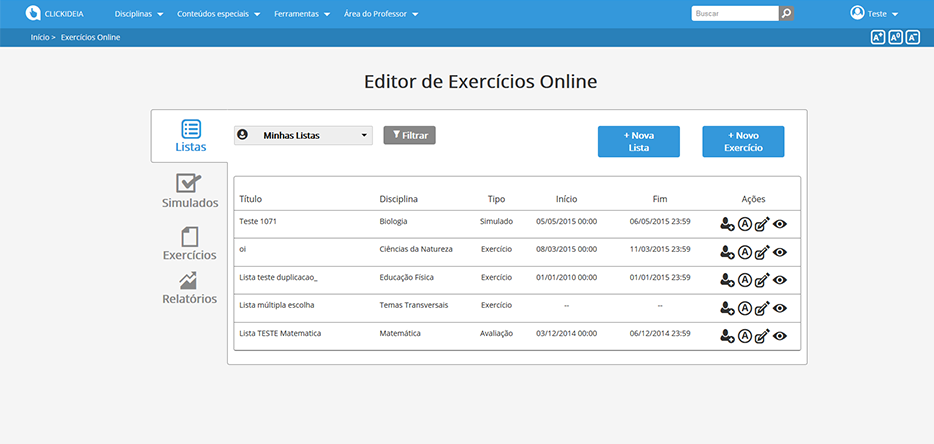 CLICKIDEIA Disciplinas Conteúdos especiais Ferramentas Área do Professor Buscar Teste
Início > Exercícios Online A+ A0 A-
Editor de Exercícios Online
Listas
Simulados
Exercícios
Relatórios
Minhas Listas Filtrar
+ Nova
Lista
+ Novo
Exercício
Título Disciplina Tipo Início Fim Ações
Teste 1071 Biologia Simulado 05/05/2015 00:00 06/05/2015 23:59 A
oi Ciências da Natureza Exercício 08/03/2015 00:00 11/03/2015 23:59 A
Lista teste duplicacao_ Educação Física Exercício 01/01/2010 00:00 01/01/2015 23:59 A
Lista múltipla escolha Temas Transversais Exercício -- -- A
Lista TESTE Matematica Matemática Avaliação 03/12/2014 00:00 06/12/2014 23:59 A